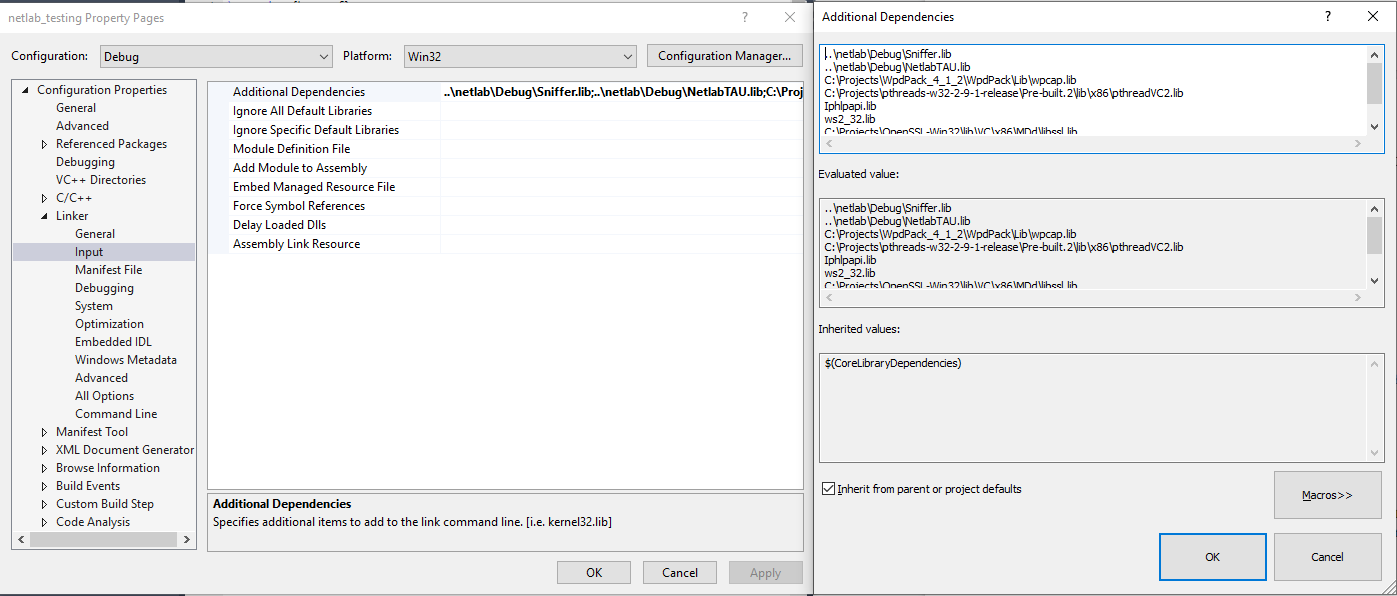 netlab_testing Property Pages
?
Configuration: Debug Platform: Win32 Configuration Manager...
Configuration Properties
General
Advanced
Referenced Packages
Debugging
VC++ Directories
C/C++
Linker
General
Input
Manifest File
Debugging
System
Optimization
Embedded IDL
Windows Metadata
Advanced
All Options
Command Line
Manifest Tool
XML Document Generator
Browse Information
Build Events
Custom Build Step
Code Analysis
Additional Dependencies ..\netlab\Debug\Sniffer.lib;..\netlab\Debug\NetlabTAU.lib;C:\Proj
Ignore All Default Libraries
Ignore Specific Default Libraries
Module Definition File
Add Module to Assembly
Embed Managed Resource File
Force Symbol References
Delay Loaded Dlls
Assembly Link Resource
Additional Dependencies
Specifies additional items to add to the link command line. [i.e. kernel32.lib]
OK Cancel Apply
Additional Dependencies
?
..\netlab\Debug\Sniffer.lib
..\netlab\Debug\NetlabTAU.lib
C:\Projects\WpdPack_4_1_2\WpdPack\Lib\wpcap.lib
C:\Projects\pthreads-w32-2-9-1-release\Pre-built.2\lib\x86\pthreadVC2.lib
Iphlpapi.lib
ws2_32.lib
C:\Projects\OpenSSL-Win32\lib\VC\x86\MDd\libssl.lib
Evaluated value:
..\netlab\Debug\Sniffer.lib
..\netlab\Debug\NetlabTAU.lib
C:\Projects\WpdPack_4_1_2\WpdPack\Lib\wpcap.lib
C:\Projects\pthreads-w32-2-9-1-release\Pre-built.2\lib\x86\pthreadVC2.lib
Iphlpapi.lib
ws2_32.lib
C:\Projects\OpenSSL-Win32\lib\VC\x86\MDd\libssl.lib
Inherited values:
$(CoreLibraryDependencies)
Inherit from parent or project defaults
Macros>>
OK Cancel